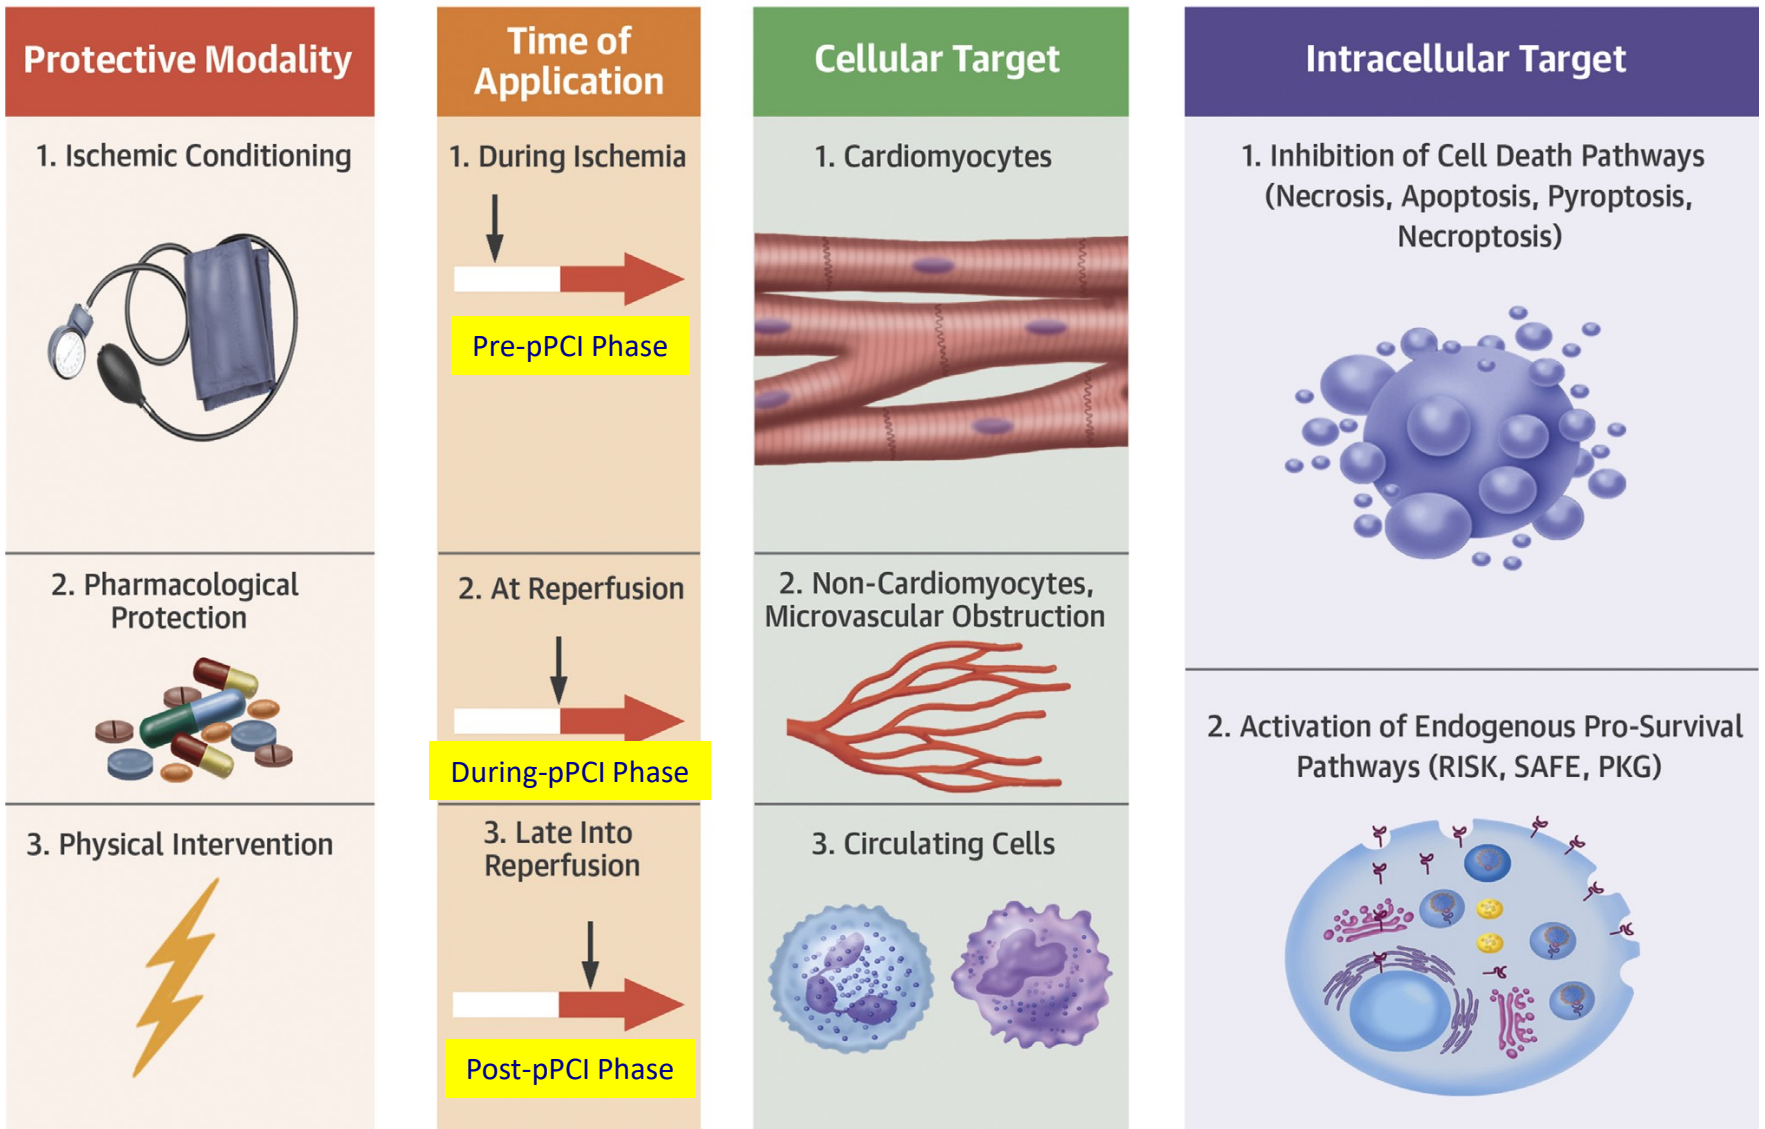 Protective Modality
1. Ischemic Conditioning
2. Pharmacological
Protection
3. Physical Intervention
Time of
Application
1. During Ischemia
Pre-pPCI Phase
2. At Reperfusion
During-pPCI Phase
3. Late Into
Reperfusion
Post-pPCI Phase
Cellular Target
1. Cardiomyocytes
2. Non-Cardiomyocytes,
Microvascular Obstruction
3. Circulating Cells
Intracellular Target
1. Inhibition of Cell Death Pathways
(Necrosis, Apoptosis, Pyroptosis,
Necroptosis)
2. Activation of Endogenous Pro-Survival
Pathways (RISK, SAFE, PKG)